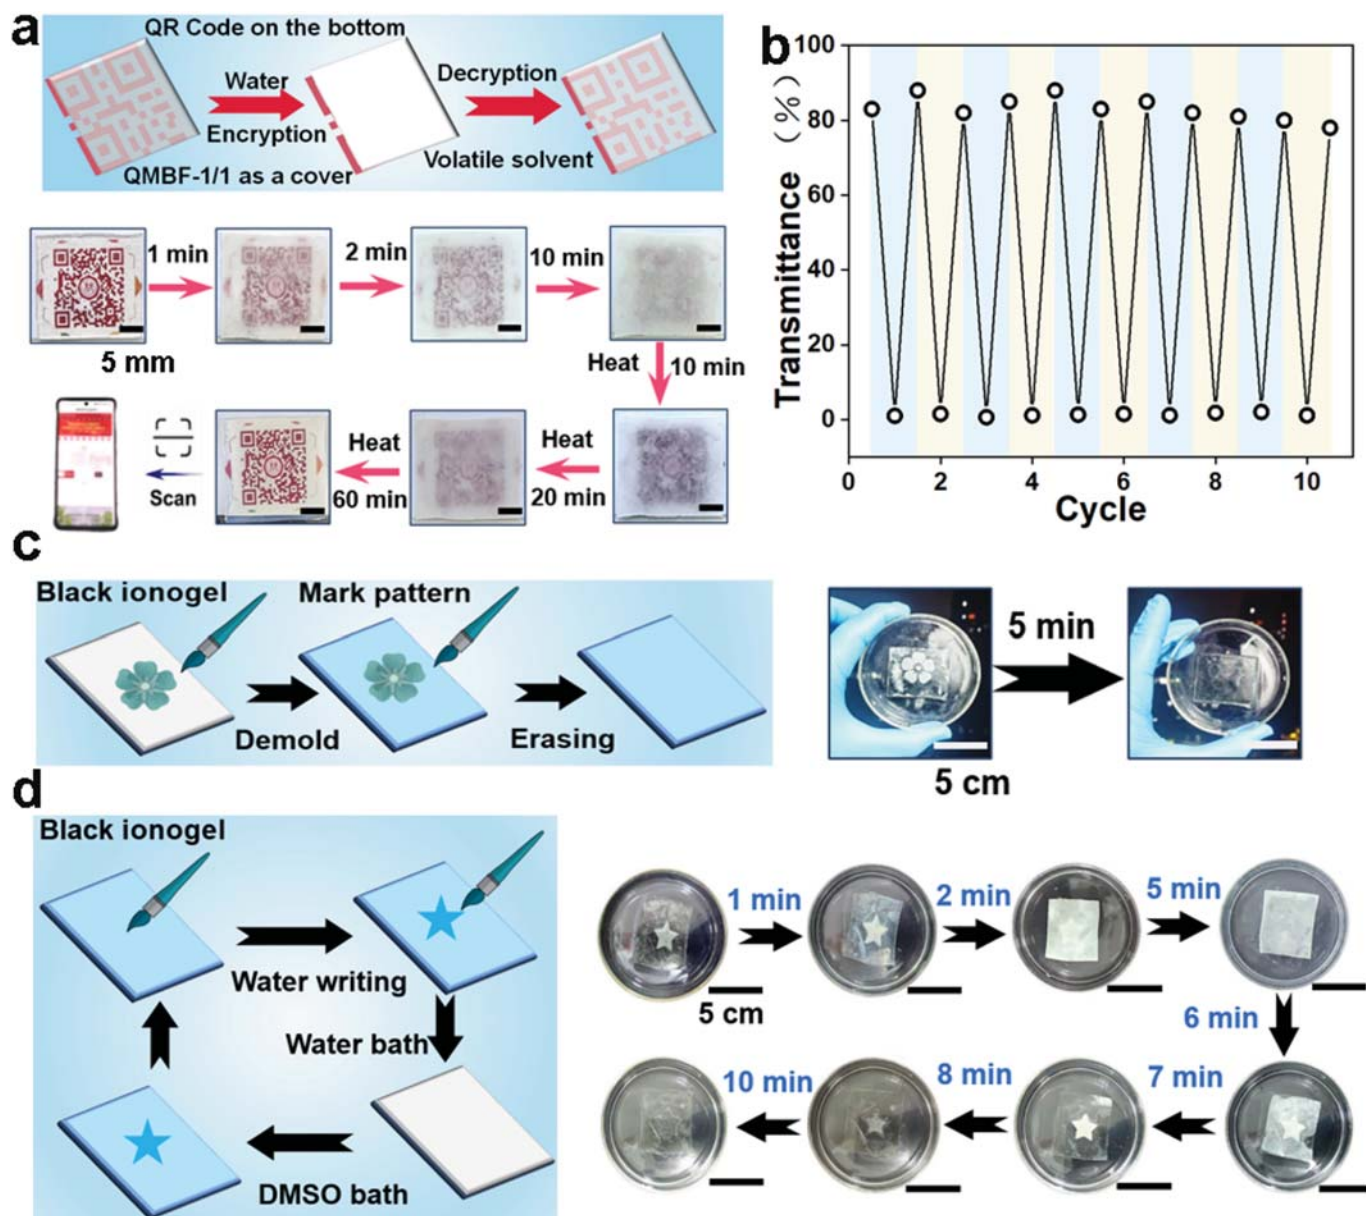 a
QR Code on the bottom
Water
Encryption
Decryption
Volatile solvent
QMBF-1/1 as a cover
1 min
2 min
10 min
5 mm
Heat
10 min
Heat
20 min
Heat
60 min
Scan
b
Transmittance (%)
100
80
60
40
20
0
0
2
4
6
8
10
Cycle
c
Black ionogel
Mark pattern
Demold
Erasing
5 min
5 cm
d
Black ionogel
Water writing
Water bath
DMSO bath
1 min
2 min
5 min
5 cm
6 min
7 min
8 min
10 min